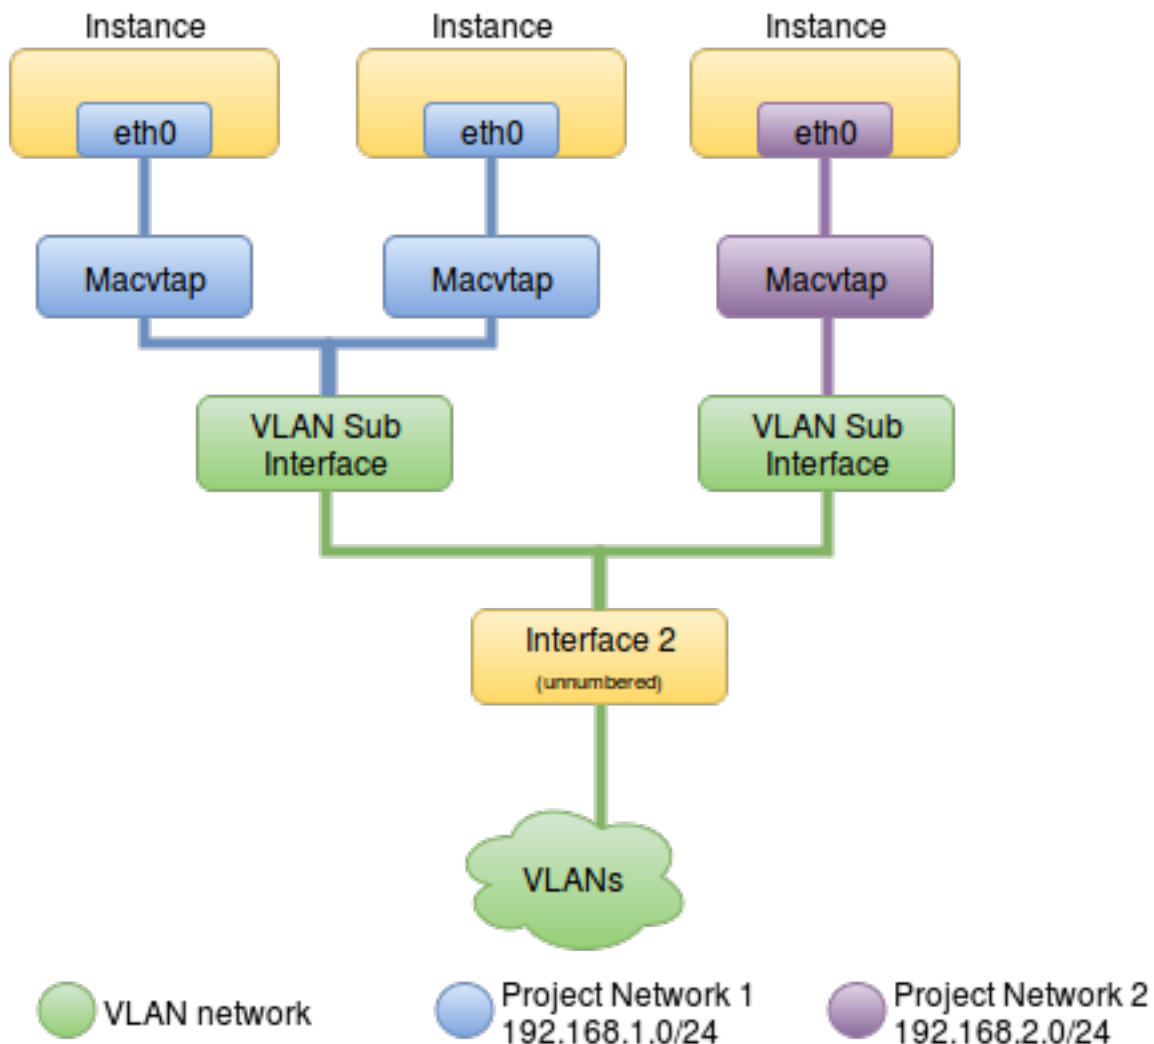 Instance
Instance
Instance
eth0
eth0
eth0
Macvtap
Macvtap
Macvtap
VLAN Sub
Interface
VLAN Sub
Interface
Interface 2
(unnumbered)
VLANs
VLAN network
Project Network 1
192.168.1.0/24
Project Network 2
192.168.2.0/24